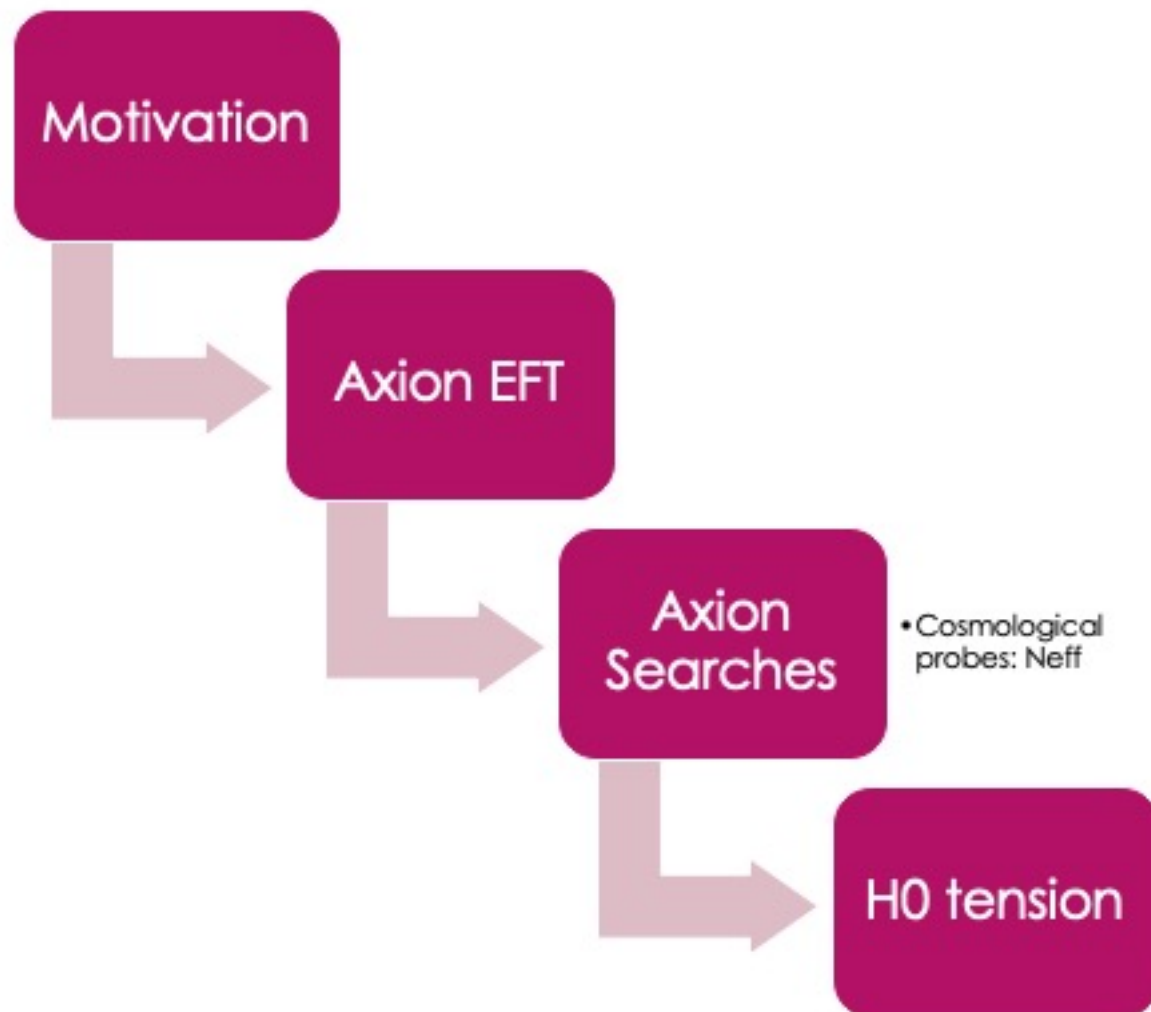 Motivation
Axion EFT
Axion
Searches
•Cosmological
probes: Neff
H0 tension